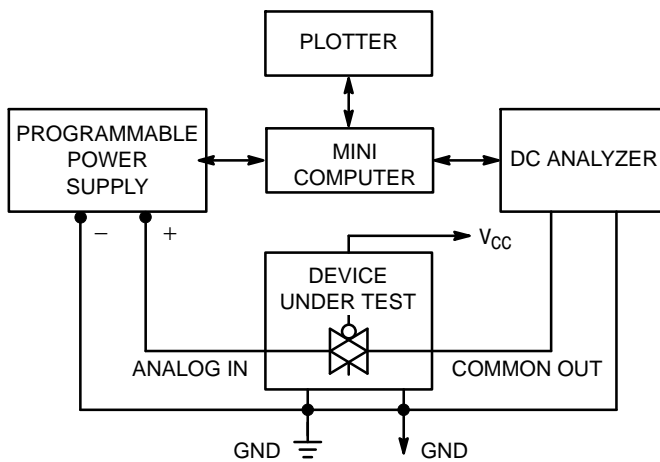 PLOTTER
PROGRAMMABLE
POWER
SUPPLY
MINI
COMPUTER
DC ANALYZER
− +
VCC
DEVICE
UNDER TEST
ANALOG IN
COMMON OUT
GND
GND